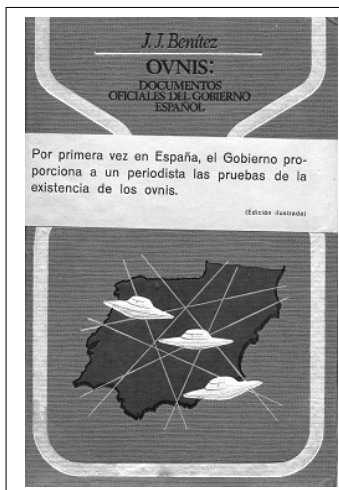 J. J. Benítez
OVNIS:
DOCUMENTOS
OFICIALES DEL GOBIERNO
ESPAÑOL
Por primera vez en España, el Gobierno pro-
porciona a un periodista las pruebas de la
existencia de los ovnis.
(Edición ilustrada)